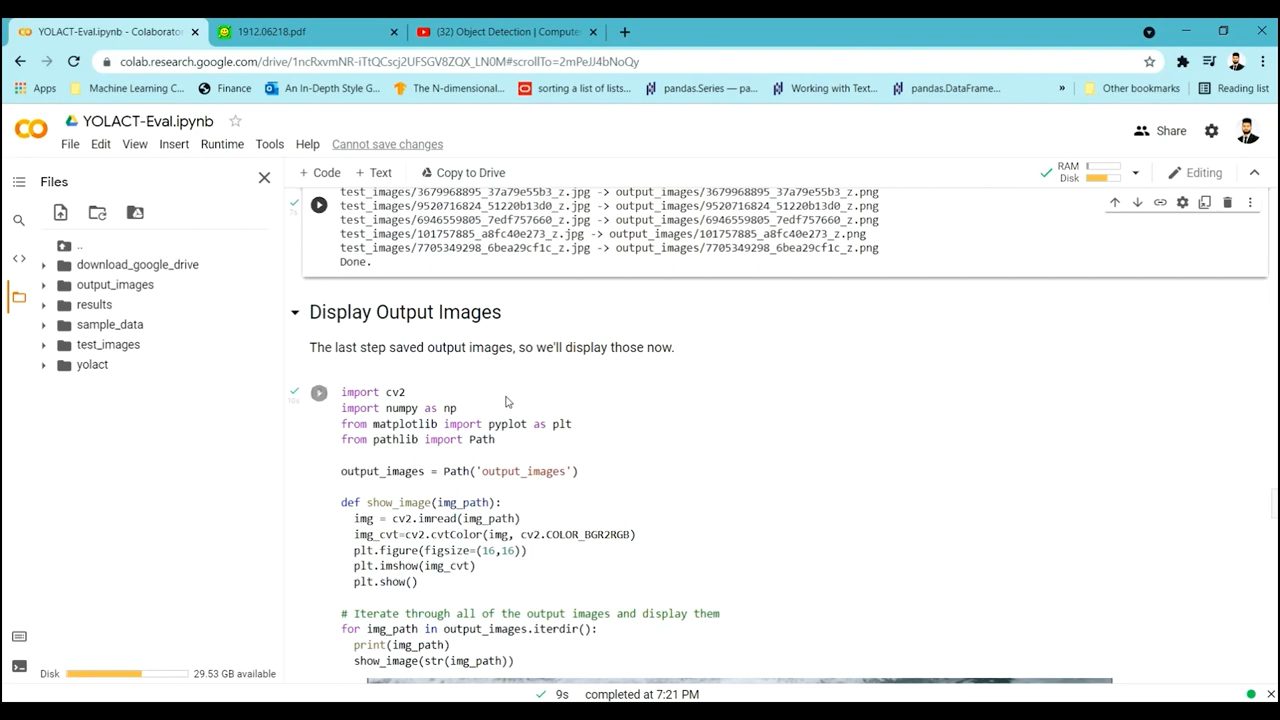 YOLACT-Eval.ipynb - Colaborator
1912.06218.pdf
(32) Object Detection | Compute
colab.research.google.com/drive/1ncRxvmNR-iTtQCscj2UFSGV8ZQX_LN0M#scrollTo=2mPeJJ4bNoQy
Apps
Machine Learning C...
Finance
An In-Depth Style G...
The N-dimensional...
sorting a list of lists...
pandas.Series — pa...
Working with Text...
pandas.DataFrame...
»
Other bookmarks
Reading list
YOLACT-Eval.ipynb
File Edit View Insert Runtime Tools Help Cannot save changes
Share
Files
+ Code + Text Copy to Drive
RAM
Disk
Editing
..
download_google_drive
output_images
results
sample_data
test_images
yolact
Disk 29.53 GB available
7s
test_images/3679968895_37a79e55b3_z.jpg -> output_images/3679968895_37a79e55b3_z.png
test_images/9520716824_51220b13d0_z.jpg -> output_images/9520716824_51220b13d0_z.png
test_images/6946559805_7edf757660_z.jpg -> output_images/6946559805_7edf757660_z.png
test_images/101757885_a8fc40e273_z.jpg -> output_images/101757885_a8fc40e273_z.png
test_images/7705349298_6bea29cf1c_z.jpg -> output_images/7705349298_6bea29cf1c_z.png
Done.
Display Output Images
The last step saved output images, so we'll display those now.
10s
import cv2
import numpy as np
from matplotlib import pyplot as plt
from pathlib import Path
output_images = Path('output_images')
def show_image(img_path):
img = cv2.imread(img_path)
img_cvt=cv2.cvtColor(img, cv2.COLOR_BGR2RGB)
plt.figure(figsize=(16,16))
plt.imshow(img_cvt)
plt.show()
# Iterate through all of the output images and display them
for img_path in output_images.iterdir():
print(img_path)
show_image(str(img_path))
9s completed at 7:21 PM